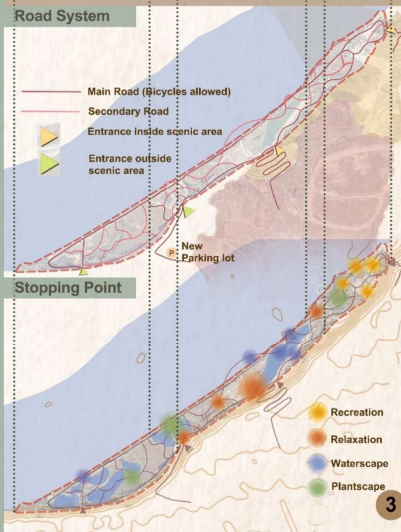 Road System
Main Road (Bicycles allowed)
Secondary Road
Entrance inside scenic area
Entrance outside
scenic area
P
New
Parking lot
Stopping Point
Recreation
Relaxation
Waterscape
Plantscape
3